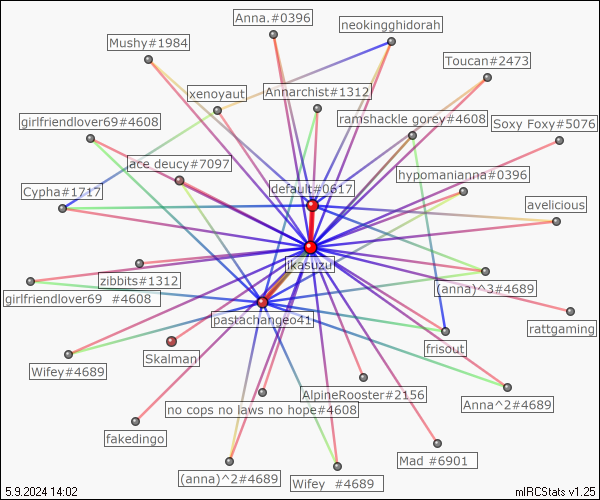 Anna.#0396
neokingghidorah
Mushy#1984
Toucan#2473
xenoyaut
Annarchist#1312
girlfriendlover69#4608
ramshackle gorey#4608
Soxy Foxy#5076
ace deucy#7097
hypomanianna#0396
default#0617
Cypha#1717
avelicious
jkasuzu
zibbits#1312
(anna)^3#4689
girlfriendlover69 #4608
pastachangeo41
rattgaming
Skalman
frisout
Wifey#4689
AlpineRooster#2156
Anna^2#4689
no cops no laws no hope#4608
fakedingo
Mad #6901
(anna)^2#4689
Wifey #4689
5.9.2024 14:02
mIRCStats v1.25